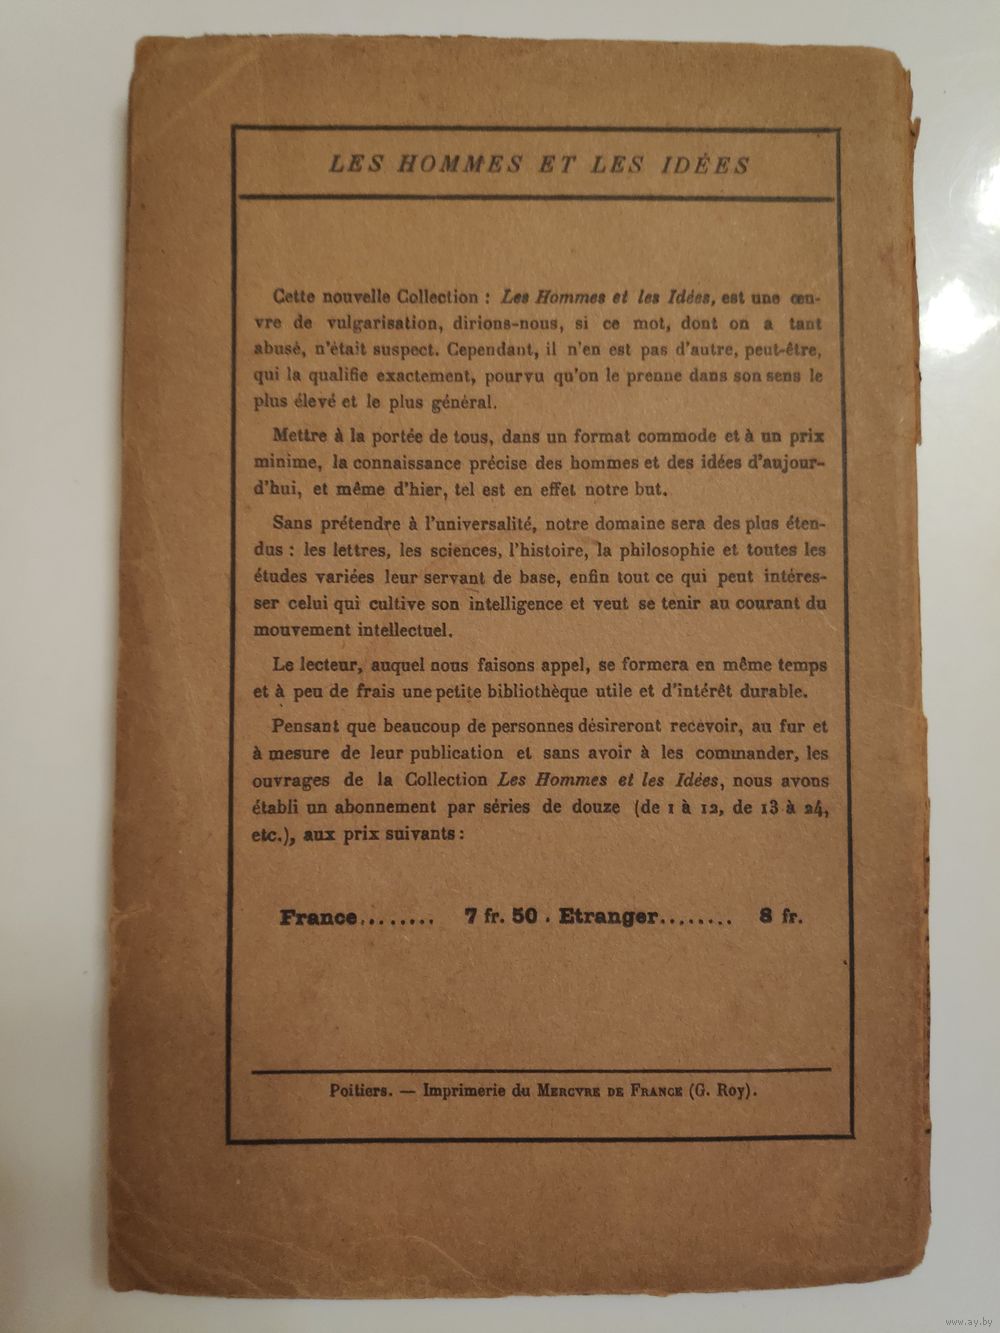 LES HOMMES ET LES IDÉES
Cette nouvelle Collection : Les Hommes et les Idées, est une œu-
vre de vulgarisation, dirions-nous, si ce mot, dont on a tant
abusé, n'était suspect. Cependant, il n'en est pas d'autre, peut-être,
qui la qualifie exactement, pourvu qu'on le prenne dans son sens le
plus élevé et le plus général.
Mettre à la portée de tous, dans un format commode et à un prix
minime, la connaissance précise des hommes et des idées d'aujour-
d'hui, et même d'hier, tel est en effet notre but.
Sans prétendre à l'universalité, notre domaine sera des plus éten-
dus : les lettres, les sciences, l'histoire, la philosophie et toutes les
études variées leur servant de base, enfin tout ce qui peut intéres-
ser celui qui cultive son intelligence et veut se tenir au courant du
mouvement intellectuel.
Le lecteur, auquel nous faisons appel, se formera en même temps
et à peu de frais une petite bibliothèque utile et d'intérêt durable.
Pensant que beaucoup de personnes désireront recevoir, au fur et
à mesure de leur publication et sans avoir à les commander, les
ouvrages de la Collection Les Hommes et les Idées, nous avons
établi un abonnement par séries de douze (de 1 à 12, de 13 à 24,
etc.), aux prix suivants :
France........ 7 fr. 50 . Etranger........ 8 fr.
Poitiers. — Imprimerie du MERCVRE DE FRANCE (G. Roy).
www.ay.by